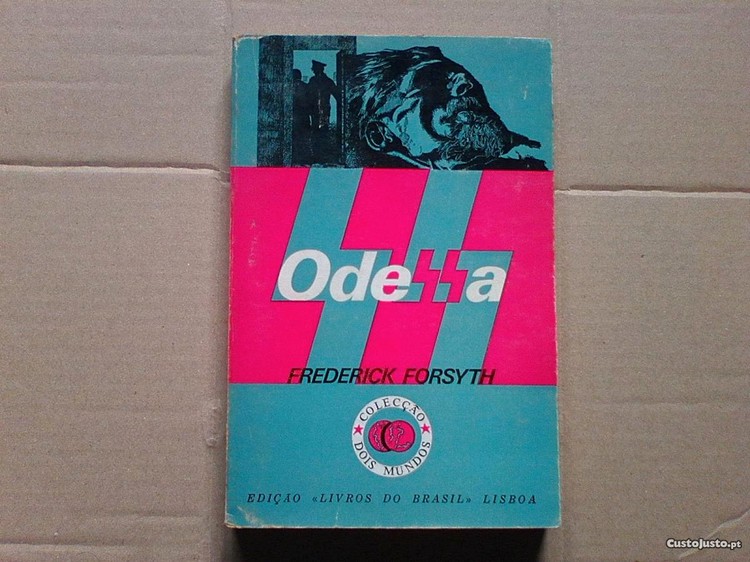 Odessa
FREDERICK FORSYTH
COLECÇÃO
DOIS MUNDOS
EDIÇÃO «LIVROS DO BRASIL» LISBOA
CustoJusto.pt